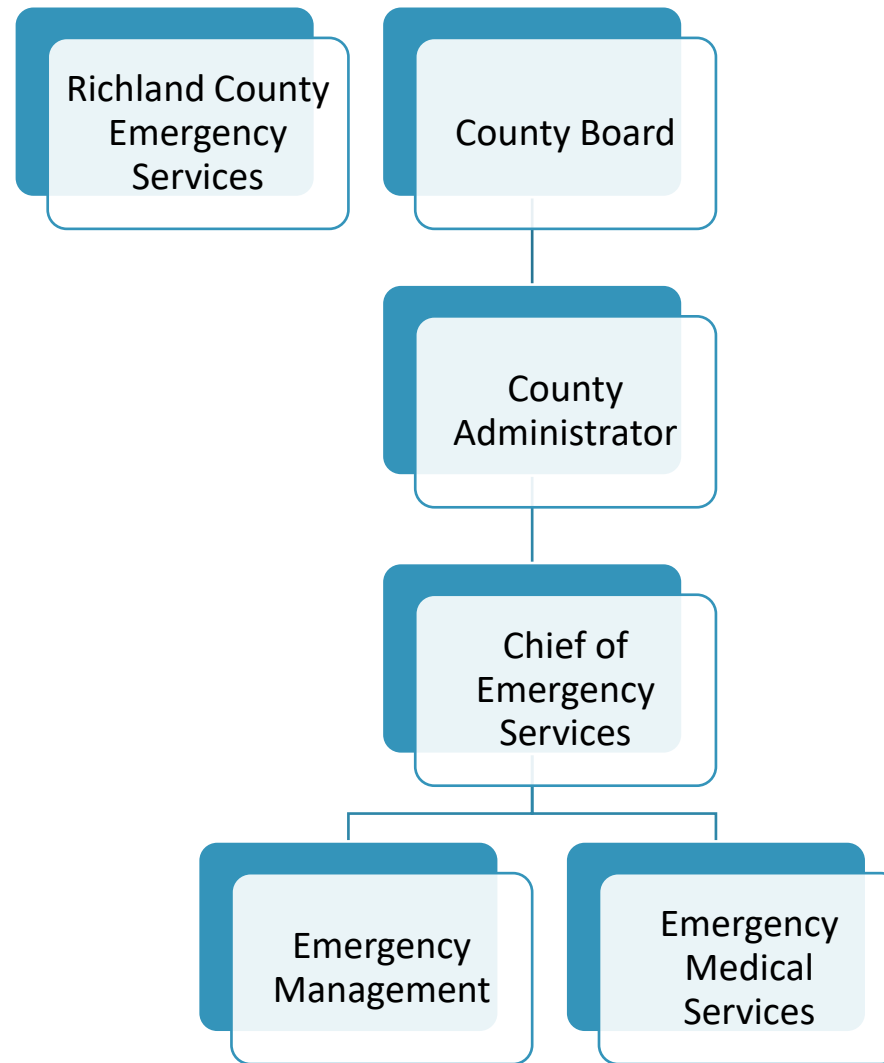 Richland County
Emergency
Services
County Board
County
Administrator
Chief of
Emergency
Services
Emergency
Management
Emergency
Medical
Services